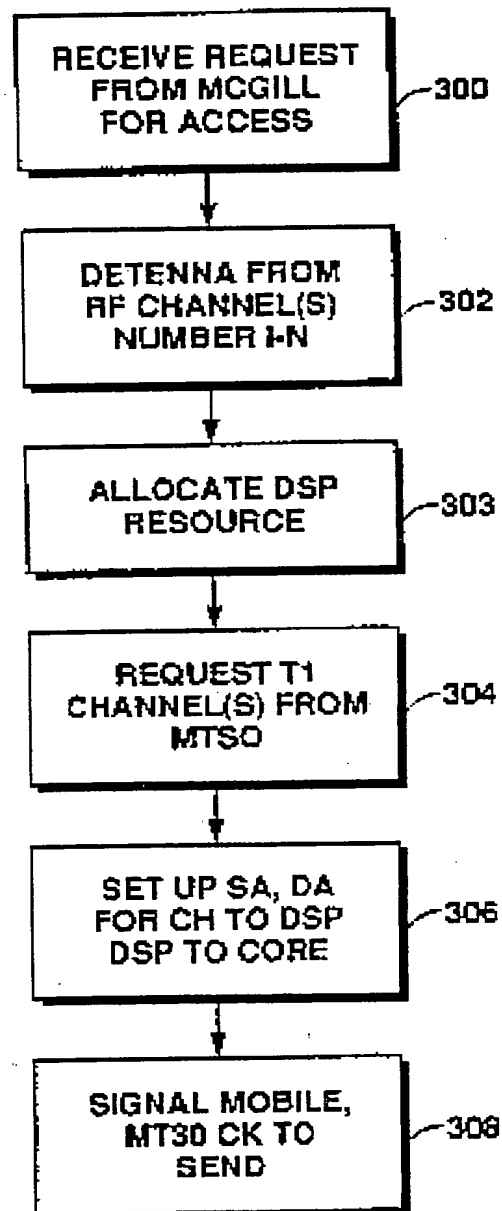 RECEIVE REQUEST
FROM MCGILL
FOR ACCESS
300
DETENNA FROM
RF CHANNEL(S)
NUMBER I-N
302
ALLOCATE DSP
RESOURCE
303
REQUEST T1
CHANNEL(S) FROM
MTSO
304
SET UP SA, DA
FOR CH TO DSP
DSP TO CORE
306
SIGNAL MOBILE,
MT30 CK TO
SEND
308